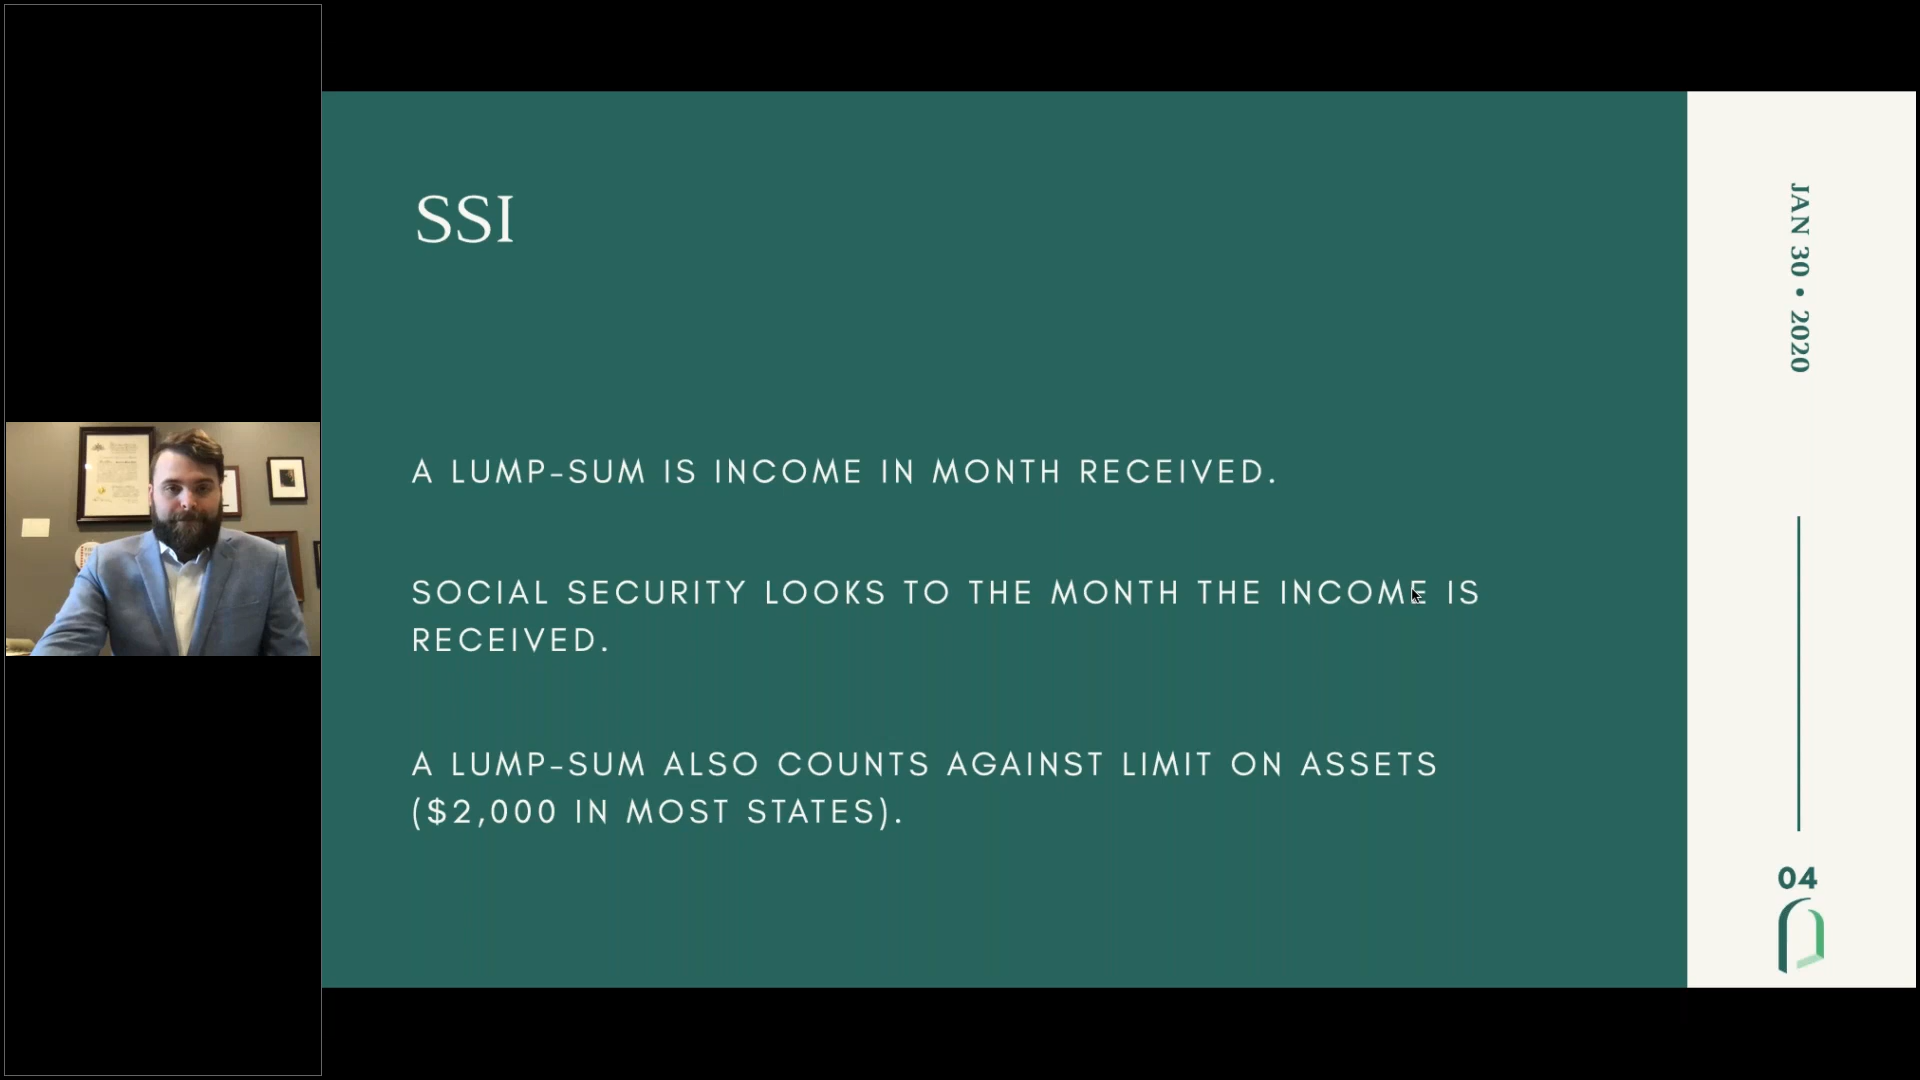 SSI
A LUMP-SUM IS INCOME IN MONTH RECEIVED.
SOCIAL SECURITY LOOKS TO THE MONTH THE INCOME IS
RECEIVED.
A LUMP-SUM ALSO COUNTS AGAINST LIMIT ON ASSETS
($2,000 IN MOST STATES).
JAN 30 • 2020
04